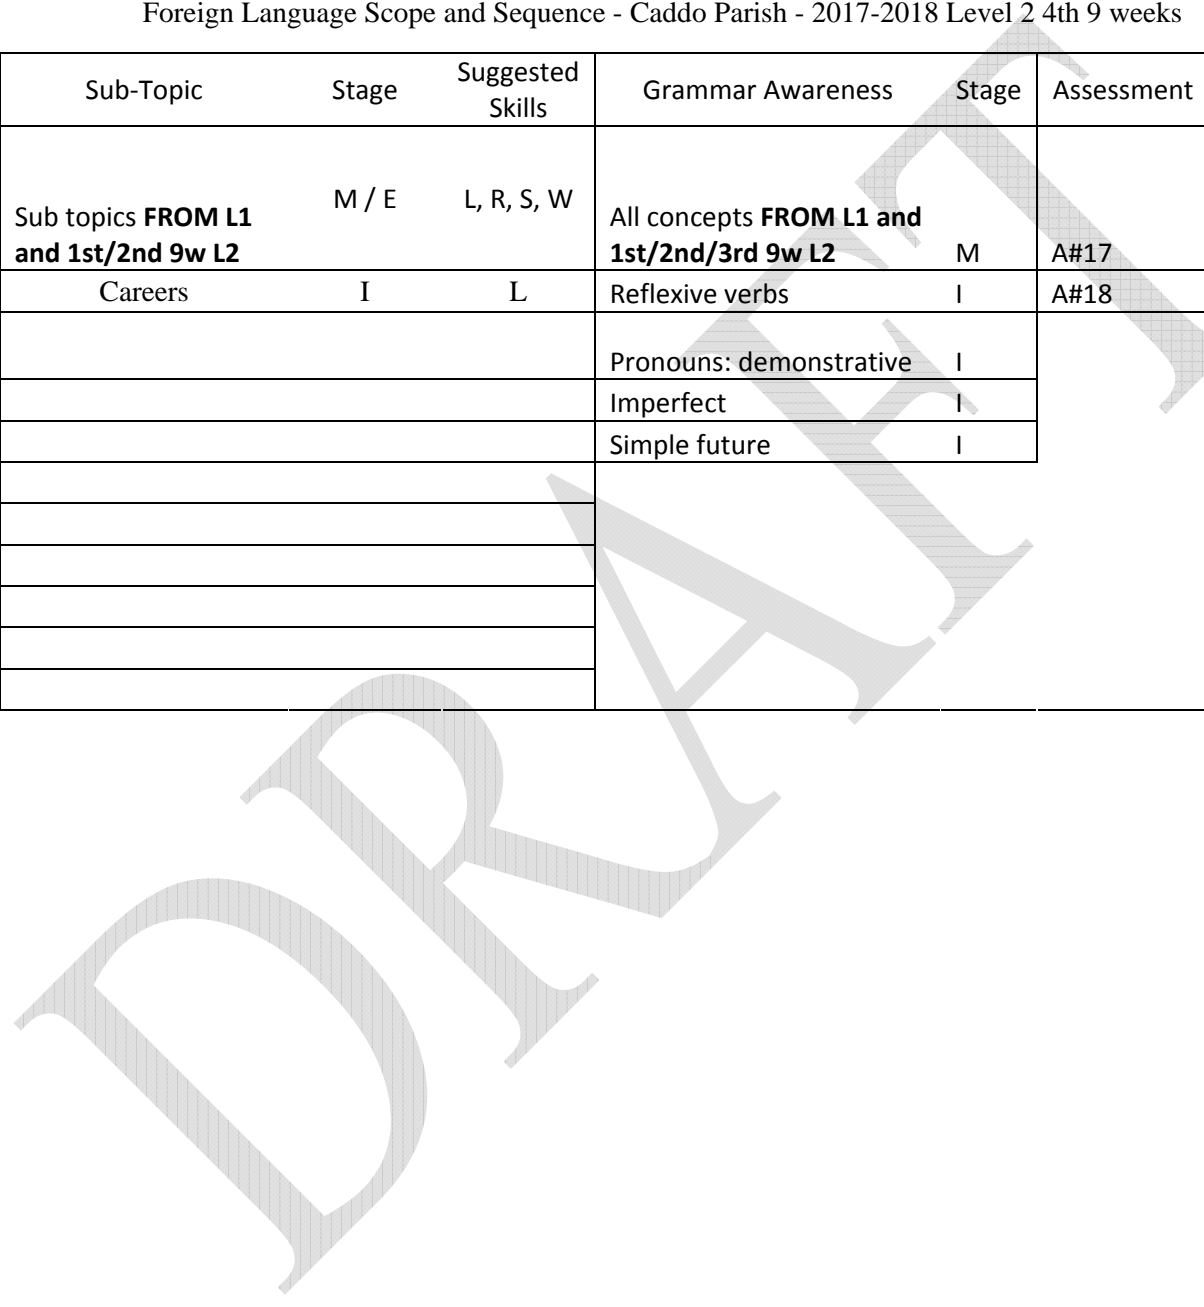 Foreign Language Scope and Sequence - Caddo Parish - 2017-2018 Level 2 4th 9 weeks
Sub-Topic Stage Suggested Skills Grammar Awareness Stage Assessment
Sub topics FROM L1 and 1st/2nd 9w L2 M / E L, R, S, W All concepts FROM L1 and 1st/2nd/3rd 9w L2 M A#17
Careers I L Reflexive verbs I A#18
Pronouns: demonstrative I
Imperfect I
Simple future I
DRAFT